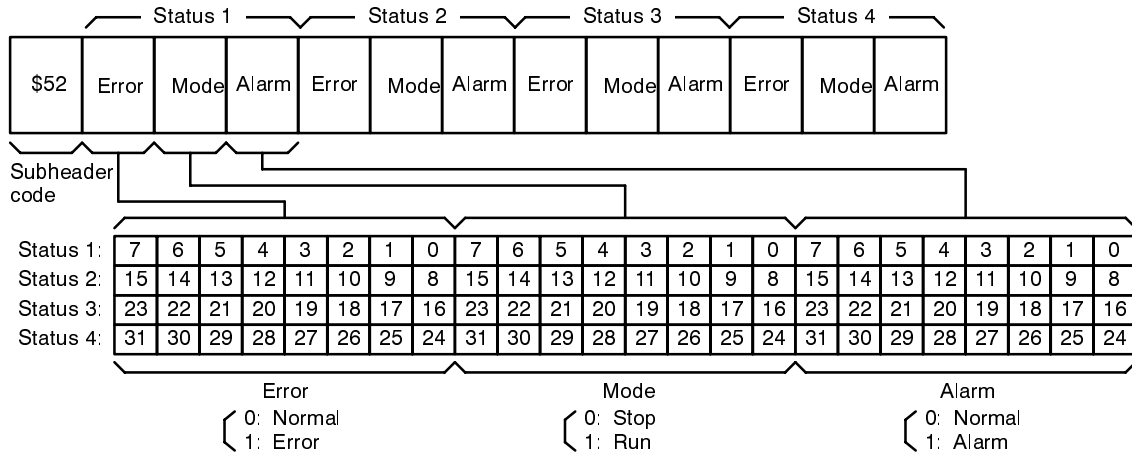 Status 1 Status 2 Status 3 Status 4
$52 Error Mode Alarm Error Mode Alarm Error Mode Alarm Error Mode Alarm
Subheader
code
Status 1: 7 6 5 4 3 2 1 0 7 6 5 4 3 2 1 0 7 6 5 4 3 2 1 0
Status 2: 15 14 13 12 11 10 9 8 15 14 13 12 11 10 9 8 15 14 13 12 11 10 9 8
Status 3: 23 22 21 20 19 18 17 16 23 22 21 20 19 18 17 16 23 22 21 20 19 18 17 16
Status 4: 31 30 29 28 27 26 25 24 31 30 29 28 27 26 25 24 31 30 29 28 27 26 25 24
Error Mode Alarm
0: Normal 0: Stop 0: Normal
1: Error 1: Run 1: Alarm